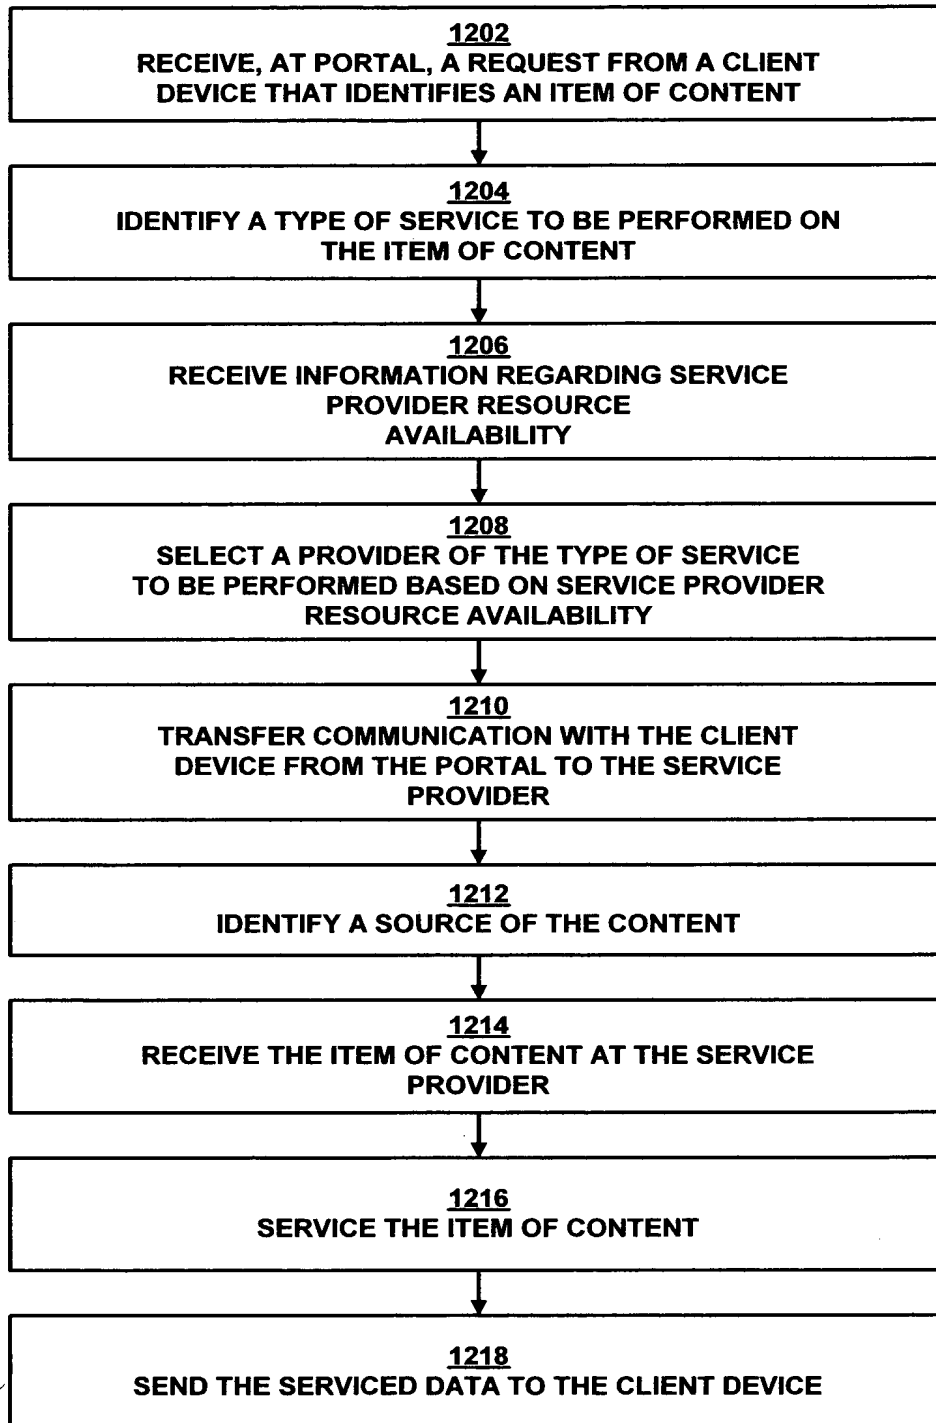 1202
RECEIVE, AT PORTAL, A REQUEST FROM A CLIENT
DEVICE THAT IDENTIFIES AN ITEM OF CONTENT
1204
IDENTIFY A TYPE OF SERVICE TO BE PERFORMED ON
THE ITEM OF CONTENT
1206
RECEIVE INFORMATION REGARDING SERVICE
PROVIDER RESOURCE
AVAILABILITY
1208
SELECT A PROVIDER OF THE TYPE OF SERVICE
TO BE PERFORMED BASED ON SERVICE PROVIDER
RESOURCE AVAILABILITY
1210
TRANSFER COMMUNICATION WITH THE CLIENT
DEVICE FROM THE PORTAL TO THE SERVICE
PROVIDER
1212
IDENTIFY A SOURCE OF THE CONTENT
1214
RECEIVE THE ITEM OF CONTENT AT THE SERVICE
PROVIDER
1216
SERVICE THE ITEM OF CONTENT
1218
SEND THE SERVICED DATA TO THE CLIENT DEVICE